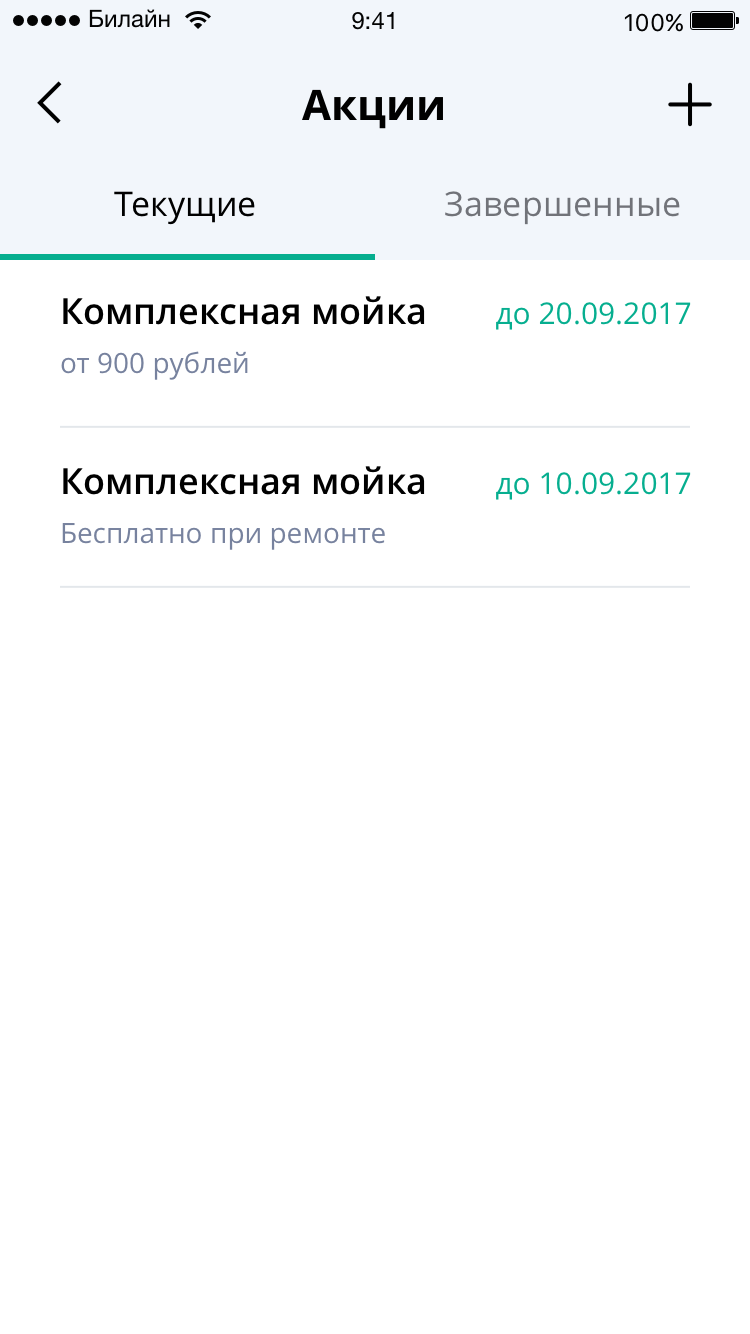 Билайн 9:41 100%
Акции
Текущие Завершенные
Комплексная мойка до 20.09.2017
от 900 рублей
Комплексная мойка до 10.09.2017
Бесплатно при ремонте